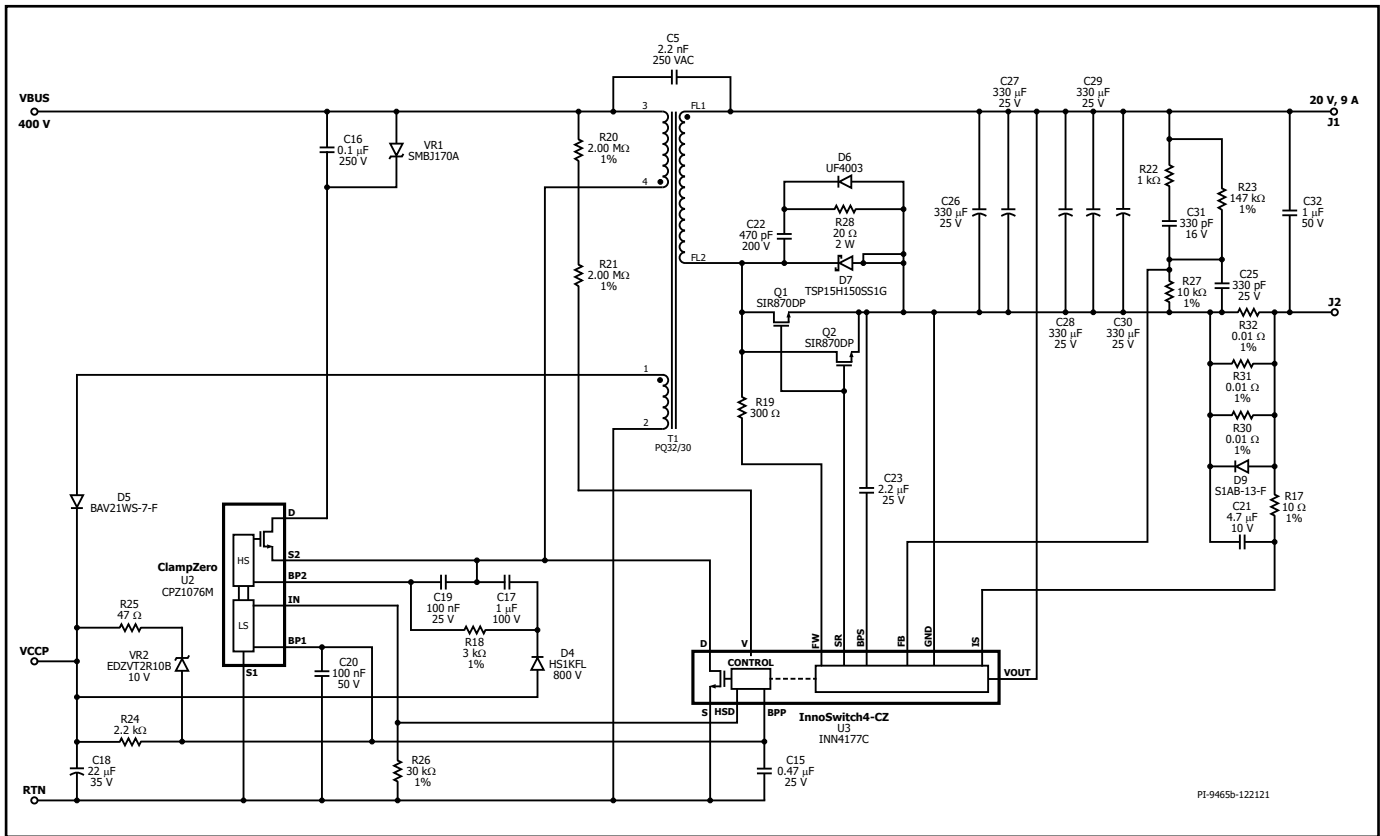 C5
2.2 nF
250 VAC
VBUS
400 V
C16
0.1 μF
250 V
VR1
SMBJ170A
R20
2.00 MΩ
1%
3
4
FL1
FL2
R21
2.00 MΩ
1%
D6
UF4003
R28
20 Ω
2 W
C22
470 pF
200 V
D7
TSP15H150SS1G
C27
330 μF
25 V
C29
330 μF
25 V
C26
330 μF
25 V
C28
330 μF
25 V
C30
330 μF
25 V
20 V, 9 A
J1
R22
1 kΩ
R23
147 kΩ
1%
C31
330 pF
16 V
C32
1 μF
50 V
R27
10 kΩ
1%
C25
330 pF
25 V
J2
Q1
SIR870DP
Q2
SIR870DP
R32
0.01 Ω
1%
R31
0.01 Ω
1%
R30
0.01 Ω
1%
D9
S1AB-13-F
C21
4.7 μF
10 V
R17
10 Ω
1%
1
2
T1
PQ32/30
R19
300 Ω
C23
2.2 μF
25 V
D5
BAV21WS-7-F
ClampZero
U2
CPZ1076M
HS
LS
D
S2
BP2
IN
BP1
S1
C19
100 nF
25 V
C17
1 μF
100 V
R18
3 kΩ
1%
D4
HS1KFL
800 V
R25
47 Ω
VCCP
VR2
EDZVT2R10B
10 V
C20
100 nF
50 V
R24
2.2 kΩ
C18
22 μF
35 V
R26
30 kΩ
1%
RTN
D
V
FW
SR
BPS
FB
GND
IS
CONTROL
VOUT
S
HSD
BPP
InnoSwitch4-CZ
U3
INN4177C
C15
0.47 μF
25 V
PI-9465b-122121